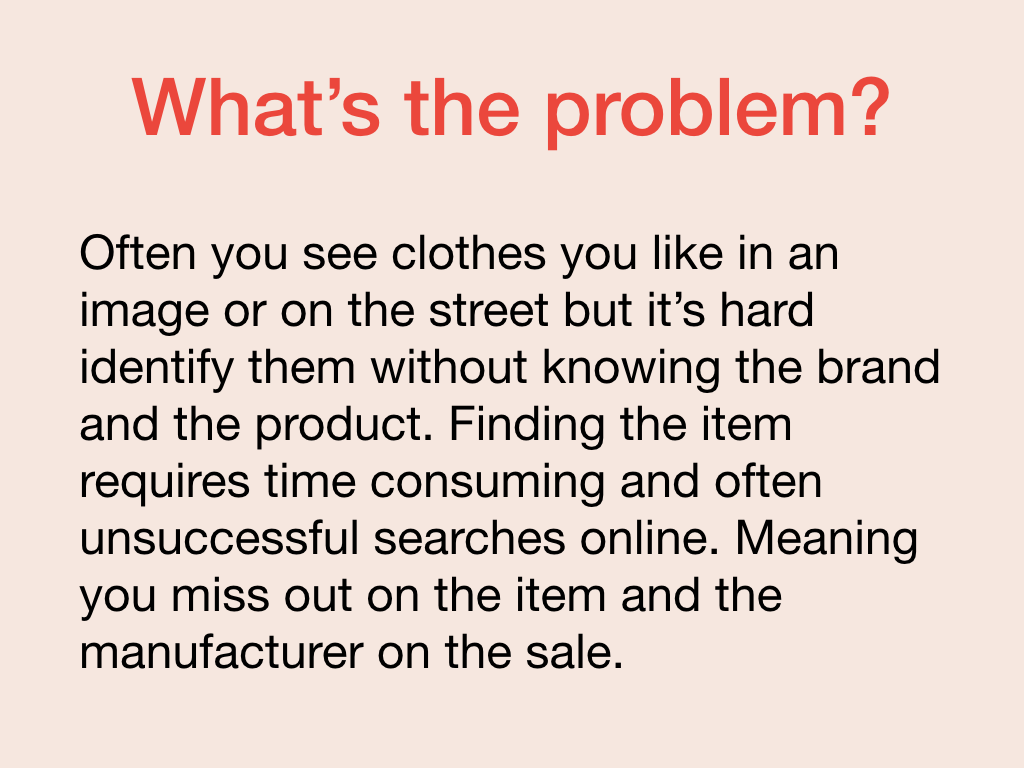 What’s the problem?
Often you see clothes you like in an
image or on the street but it’s hard
identify them without knowing the brand
and the product. Finding the item
requires time consuming and often
unsuccessful searches online. Meaning
you miss out on the item and the
manufacturer on the sale.